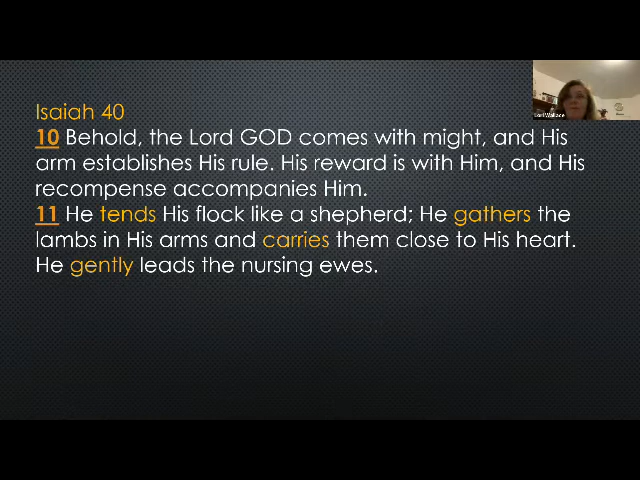 Isaiah 40
10 Behold, the Lord GOD comes with might, and His
arm establishes His rule. His reward is with Him, and His
recompense accompanies Him.
11 He tends His flock like a shepherd; He gathers the
lambs in His arms and carries them close to His heart.
He gently leads the nursing ewes.
Lori Wallace